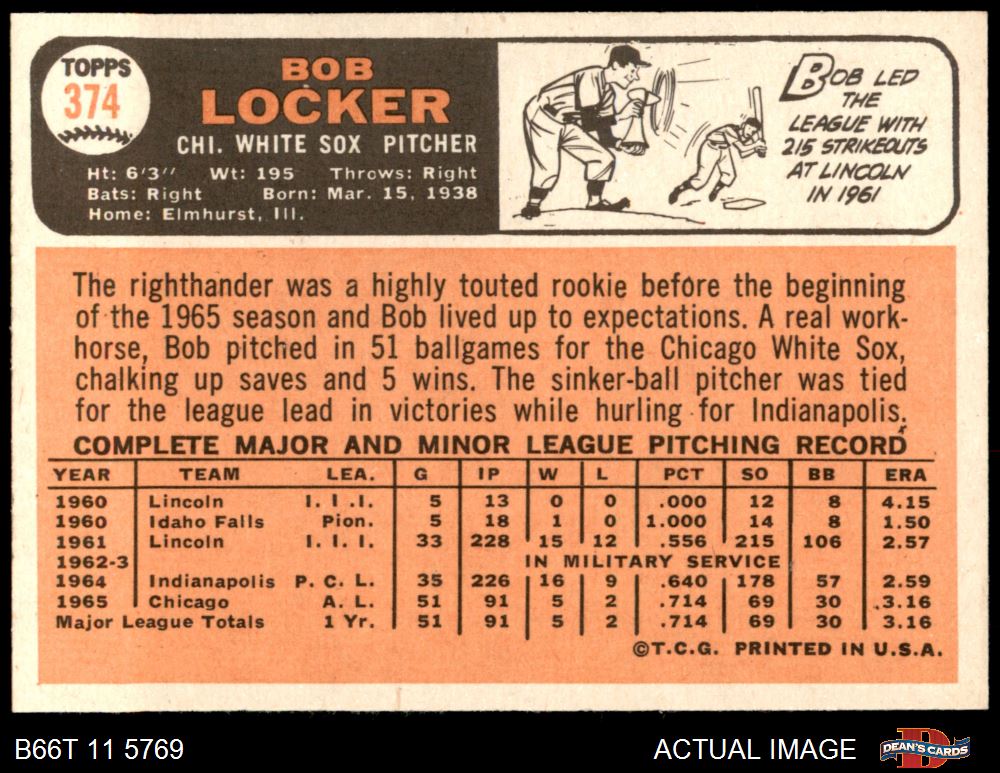 TOPPS
374
BOB
LOCKER
CHI. WHITE SOX PITCHER
Ht: 6'3" Wt: 195 Throws: Right
Bats: Right Born: Mar. 15, 1938
Home: Elmhurst, Ill.
BOB LED
THE
LEAGUE WITH
215 STRIKEOUTS
AT LINCOLN
IN 1961
The righthander was a highly touted rookie before the beginning
of the 1965 season and Bob lived up to expectations. A real work-
horse, Bob pitched in 51 ballgames for the Chicago White Sox,
chalking up saves and 5 wins. The sinker-ball pitcher was tied
for the league lead in victories while hurling for Indianapolis.
COMPLETE MAJOR AND MINOR LEAGUE PITCHING RECORD
YEAR TEAM LEA. G IP W L PCT SO BB ERA
1960 Lincoln I. I. I. 5 13 0 0 .000 12 8 4.15
1960 Idaho Falls Pion. 5 18 1 0 1.000 14 8 1.50
1961 Lincoln I. I. I. 33 228 15 12 .556 215 106 2.57
1962-3 IN MILITARY SERVICE
1964 Indianapolis P. C. L. 35 226 16 9 .640 178 57 2.59
1965 Chicago A. L. 51 91 5 2 .714 69 30 3.16
Major League Totals 1 Yr. 51 91 5 2 .714 69 30 3.16
©T.C.G. PRINTED IN U.S.A.
B66T 11 5769 ACTUAL IMAGE DEAN'S CARDS